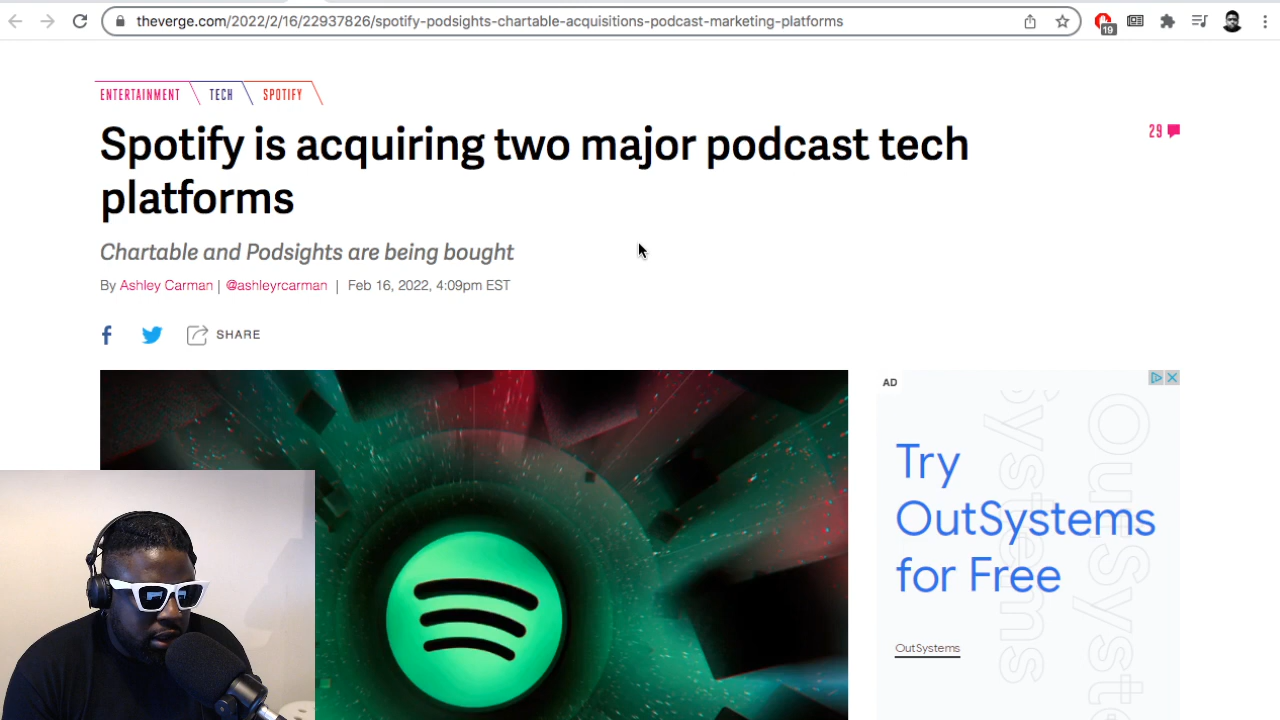 theverge.com/2022/2/16/22937826/spotify-podsights-chartable-acquisitions-podcast-marketing-platforms
19
ENTERTAINMENT TECH SPOTIFY
Spotify is acquiring two major podcast tech
platforms
29
Chartable and Podsights are being bought
By Ashley Carman | @ashleyrcarman | Feb 16, 2022, 4:09pm EST
SHARE
AD
Try
OutSystems
for Free
OutSystems